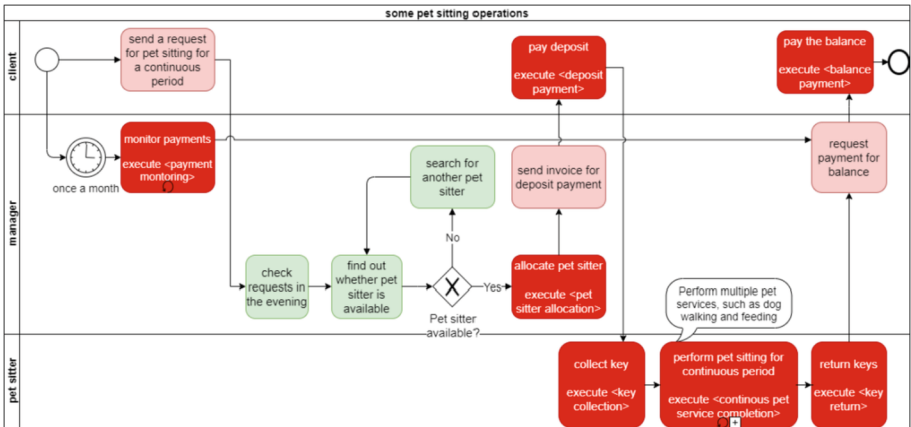 some pet sitting operations
client
send a request
for pet sitting for
a continuous
period
pay deposit
execute <deposit
payment>
pay the balance
execute <balance
payment>
manager
once a month
monitor payments
execute <payment
montoring>
search for
another pet
sitter
send invoice for
deposit payment
request
payment for
balance
No
check
requests in
the evening
find out
whether pet
sitter is
available
X
Pet sitter
available?
Yes
allocate pet sitter
execute <pet
sitter allocation>
Perform multiple pet
services, such as dog
walking and feeding
pet sitter
collect key
execute <key
collection>
perform pet sitting for
continuous period
execute <continous pet
service completion>
return keys
execute <key
return>